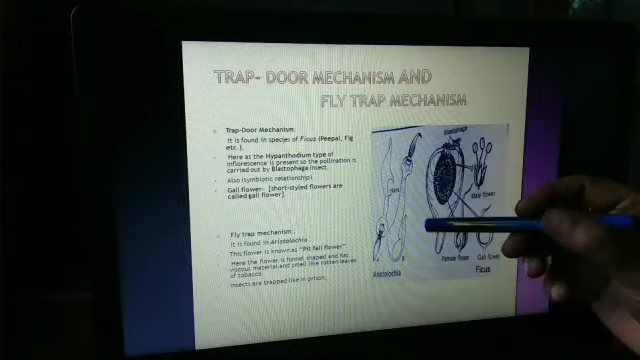 TRAP- DOOR MECHANISM AND
FLY TRAP MECHANISM
Trap-Door Mechanism
It is found in species of Ficus (Peepal, Fig
etc.).
Here as the Hypanthodium type of
inflorescence is present so the pollination is
carried out by Blastophaga insect.
Also (symbiotic relationship)
Gall flower- [short-styled flowers are
called gall flower].
Fly trap mechanism :
It is found in Aristolochia
This flower is known as "Pit fall flower"
Here the flower is funnel shaped and has
viscous material and smell like rotten leaves
of tobacco.
Insects are trapped like in prison.
Blastophaga
Hairs
Male flower
Female flower
Gall flower
Aristolochia
Ficus